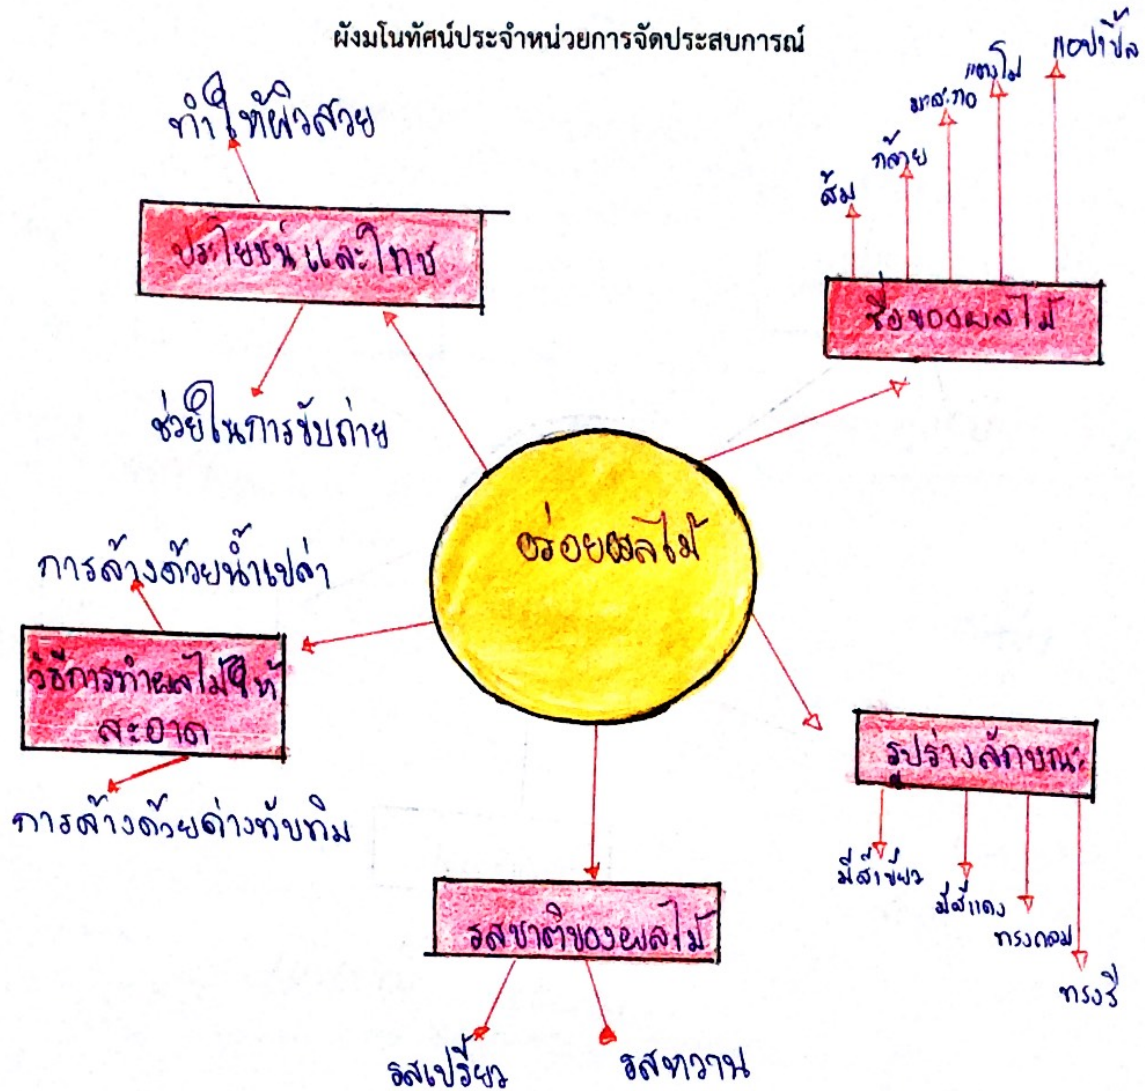 ผังมโนทัศน์ประจำหน่วยการจัดประสบการณ์
ทำให้ผิวสวย
ประโยชน์และโทษ
ช่วยในการขับถ่าย
ส้ม
กล้วย
มะละกอ
แตงโม
แอปเปิ้ล
ชื่อของผลไม้
อร่อยผลไม้
การล้างด้วยน้ำเปล่า
วิธีการทำผลไม้ให้
สะอาด
การล้างด้วยด่างทับทิม
รูปร่างลักษณะ
มีสีเขียว
มีสีแดง
ทรงกลม
ทรงรี
รสชาติของผลไม้
รสเปรี้ยว
รสหวาน